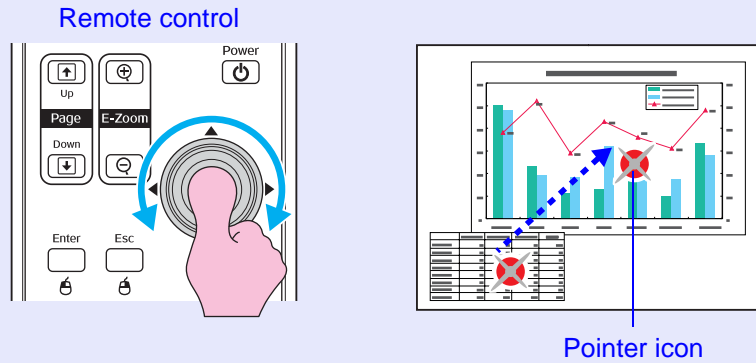 Remote control
Power
Up
Page
E-Zoom
Down
Enter
Esc
Pointer icon